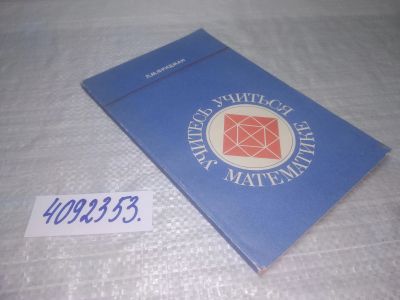 Л.М.ФРИДМАН
УЧИТЕСЬ УЧИТЬСЯ МАТЕМАТИКЕ
4092353.